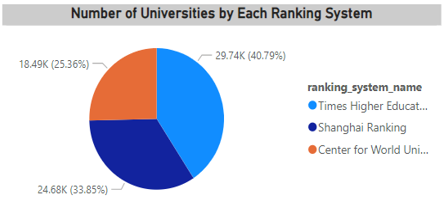 Number of Universities by Each Ranking System
29.74K (40.79%)
18.49K (25.36%)
24.68K (33.85%)
ranking_system_name
Times Higher Educat...
Shanghai Ranking
Center for World Uni...